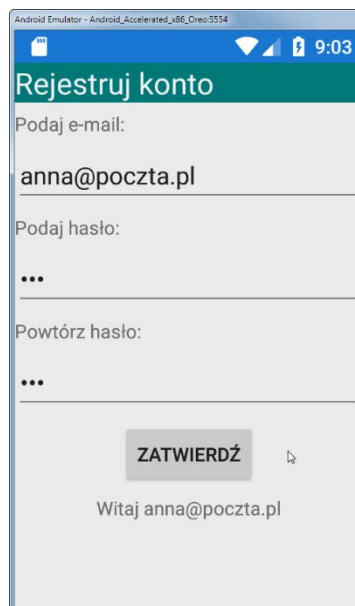 Android Emulator - Android_Accelerated_x86_Oreo:5554
9:03
Rejestruj konto
Podaj e-mail:
anna@poczta.pl
Podaj hasło:
•••
Powtórz hasło:
•••
ZATWIERDŹ
Witaj anna@poczta.pl